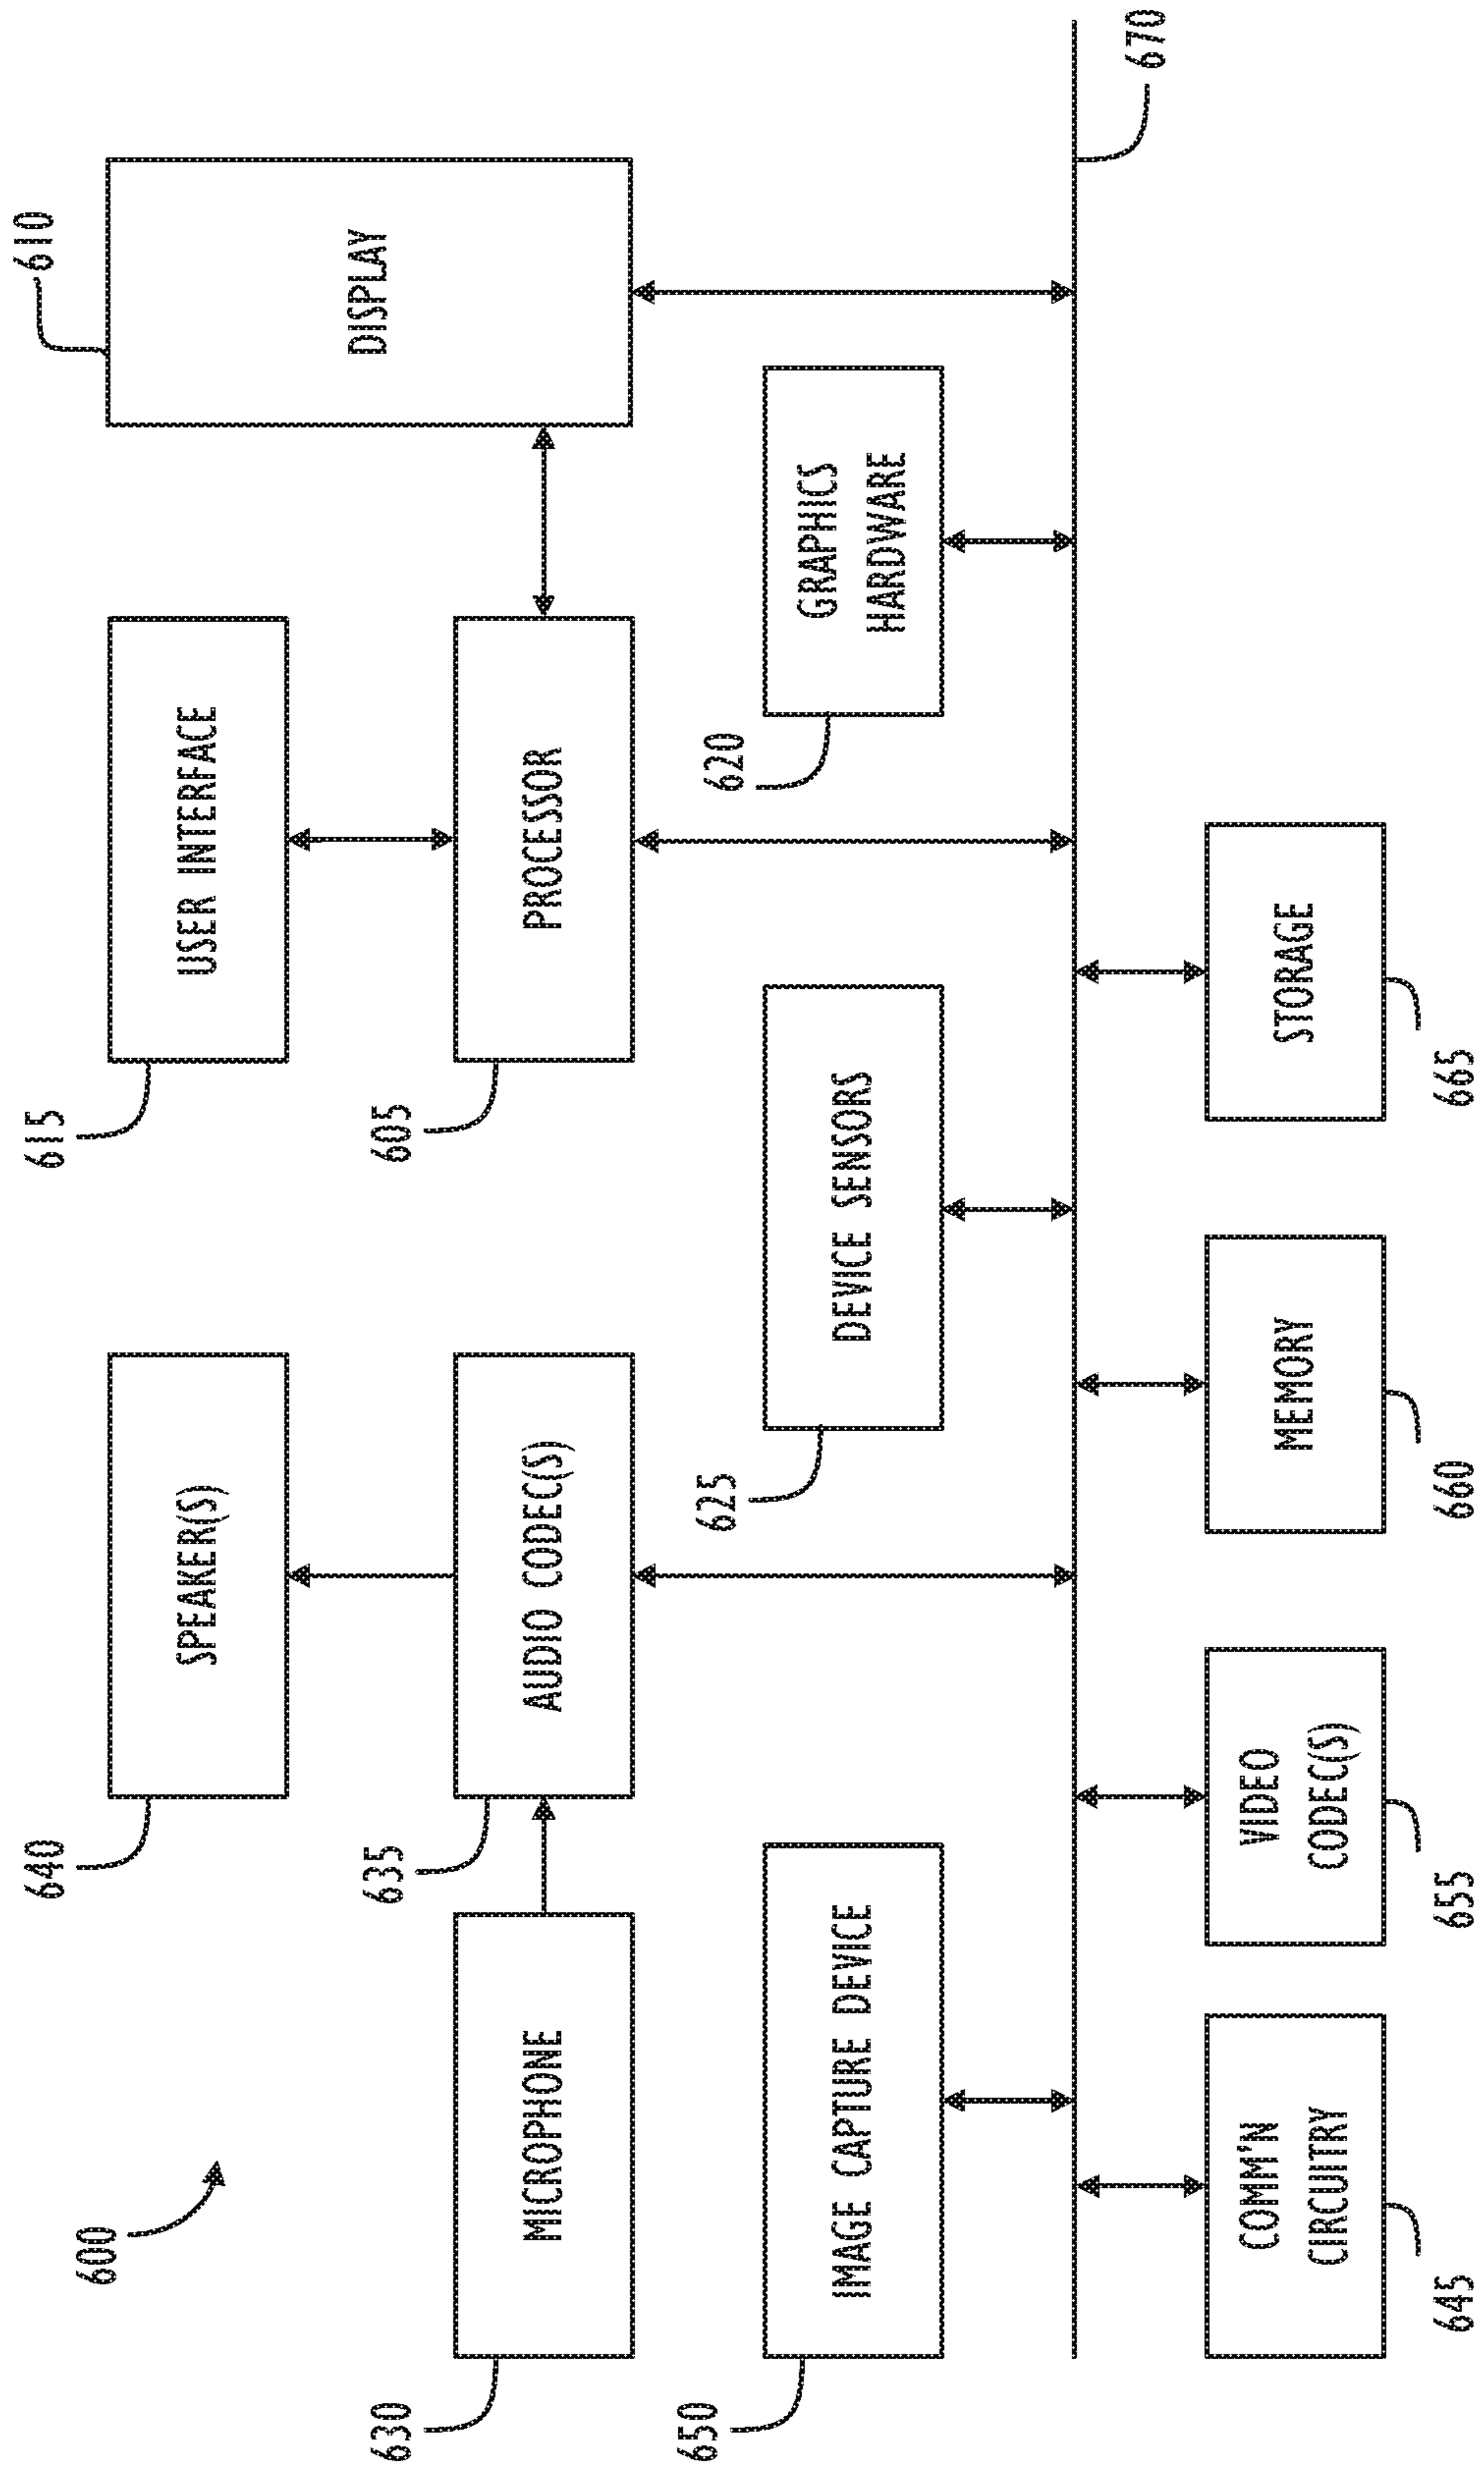 600
640
SPEAKER(S)
615
USER INTERFACE
610
DISPLAY
630
MICROPHONE
635
AUDIO CODEC(S)
605
PROCESSOR
650
IMAGE CAPTURE DEVICE
625
DEVICE SENSORS
620
GRAPHICS
HARDWARE
670
COMM'N
CIRCUITRY
645
VIDEO
CODEC(S)
655
MEMORY
660
STORAGE
665